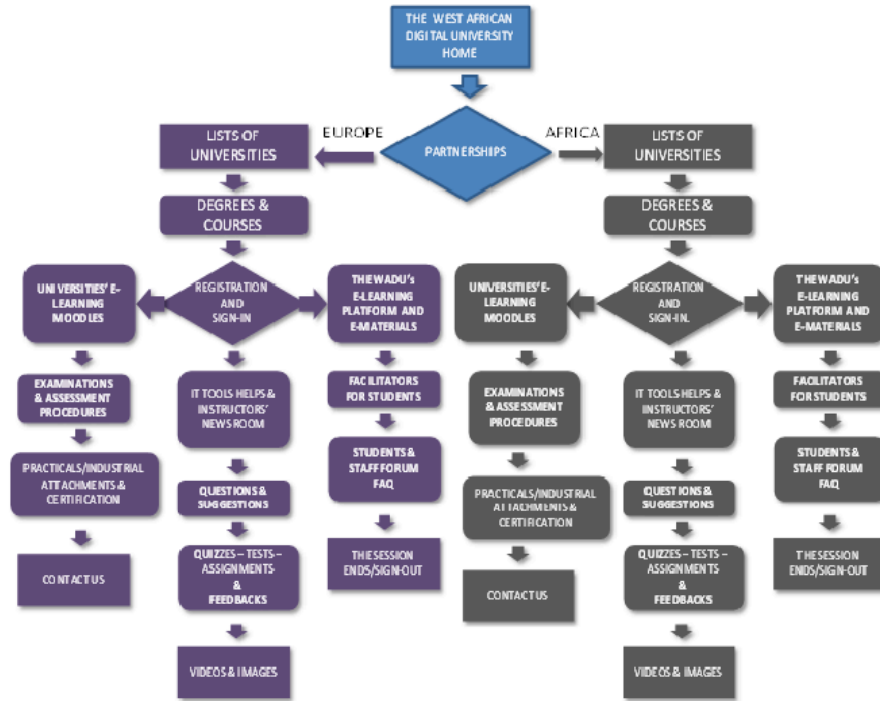 THE WEST AFRICAN
DIGITAL UNIVERSITY
HOME
EUROPE
AFRICA
PARTNERSHIPS
LISTS OF
UNIVERSITIES
DEGREES &
COURSES
UNIVERSITIES' E-
LEARNING
MOODLES
REGISTRATION
AND
SIGN-IN
THE WADU's
E-LEARNING
PLATFORM AND
E-MATERIALS
EXAMINATIONS
& ASSESSMENT
PROCEDURES
IT TOOLS HELPS &
INSTRUCTORS'
NEWS ROOM
FACILITATORS
FOR STUDENTS
PRACTICALS/INDUSTRIAL
ATTACHMENTS &
CERTIFICATION
QUESTIONS &
SUGGESTIONS
STUDENTS &
STAFF FORUM
FAQ
CONTACT US
QUIZZES – TESTS –
ASSIGNMENTS
&
FEEDBACKS
THE SESSION
ENDS/SIGN-OUT
VIDEOS & IMAGES
LISTS OF
UNIVERSITIES
DEGREES &
COURSES
UNIVERSITIES' E-
LEARNING
MOODLES
REGISTRATION
AND
SIGN-IN.
THE WADU's
E-LEARNING
PLATFORM AND
E-MATERIALS
EXAMINATIONS
& ASSESSMENT
PROCEDURES
IT TOOLS HELPS &
INSTRUCTORS'
NEWS ROOM
FACILITATORS
FOR STUDENTS
PRACTICALS/INDUSTRIAL
ATTACHMENTS &
CERTIFICATION
QUESTIONS &
SUGGESTIONS
STUDENTS &
STAFF FORUM
FAQ
CONTACT US
QUIZZES – TESTS –
ASSIGNMENTS
&
FEEDBACKS
THE SESSION
ENDS/SIGN-OUT
VIDEOS & IMAGES